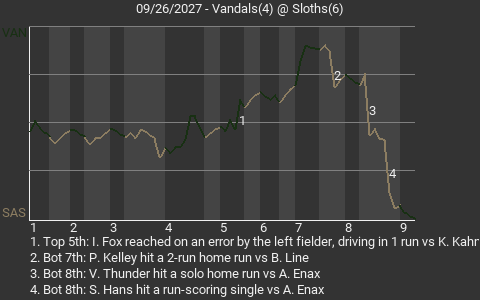 09/26/2027 - Vandals(4) @ Sloths(6)
VAN
2
3
1
4
SAS
1 2 3 4 5 6 7 8 9
1. Top 5th: I. Fox reached on an error by the left fielder, driving in 1 run vs K. Kahr
2. Bot 7th: P. Kelley hit a 2-run home run vs B. Line
3. Bot 8th: V. Thunder hit a solo home run vs A. Enax
4. Bot 8th: S. Hans hit a run-scoring single vs A. Enax